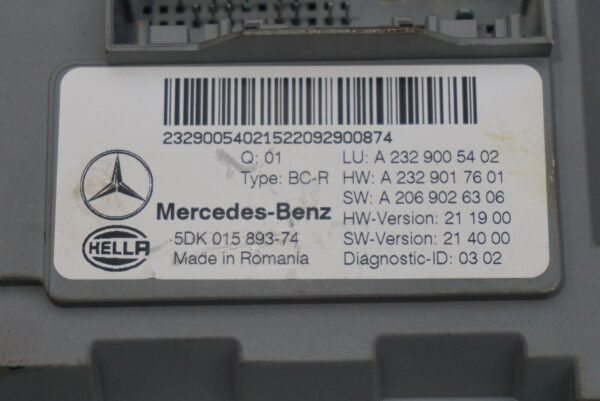 23290054021522092900874
Q: 01 LU: A 232 900 54 02
Type: BC-R HW: A 232 901 76 01
SW: A 206 902 63 06
Mercedes-Benz HW-Version: 21 19 00
HELLA 5DK 015 893-74 SW-Version: 21 40 00
Made in Romania Diagnostic-ID: 03 02